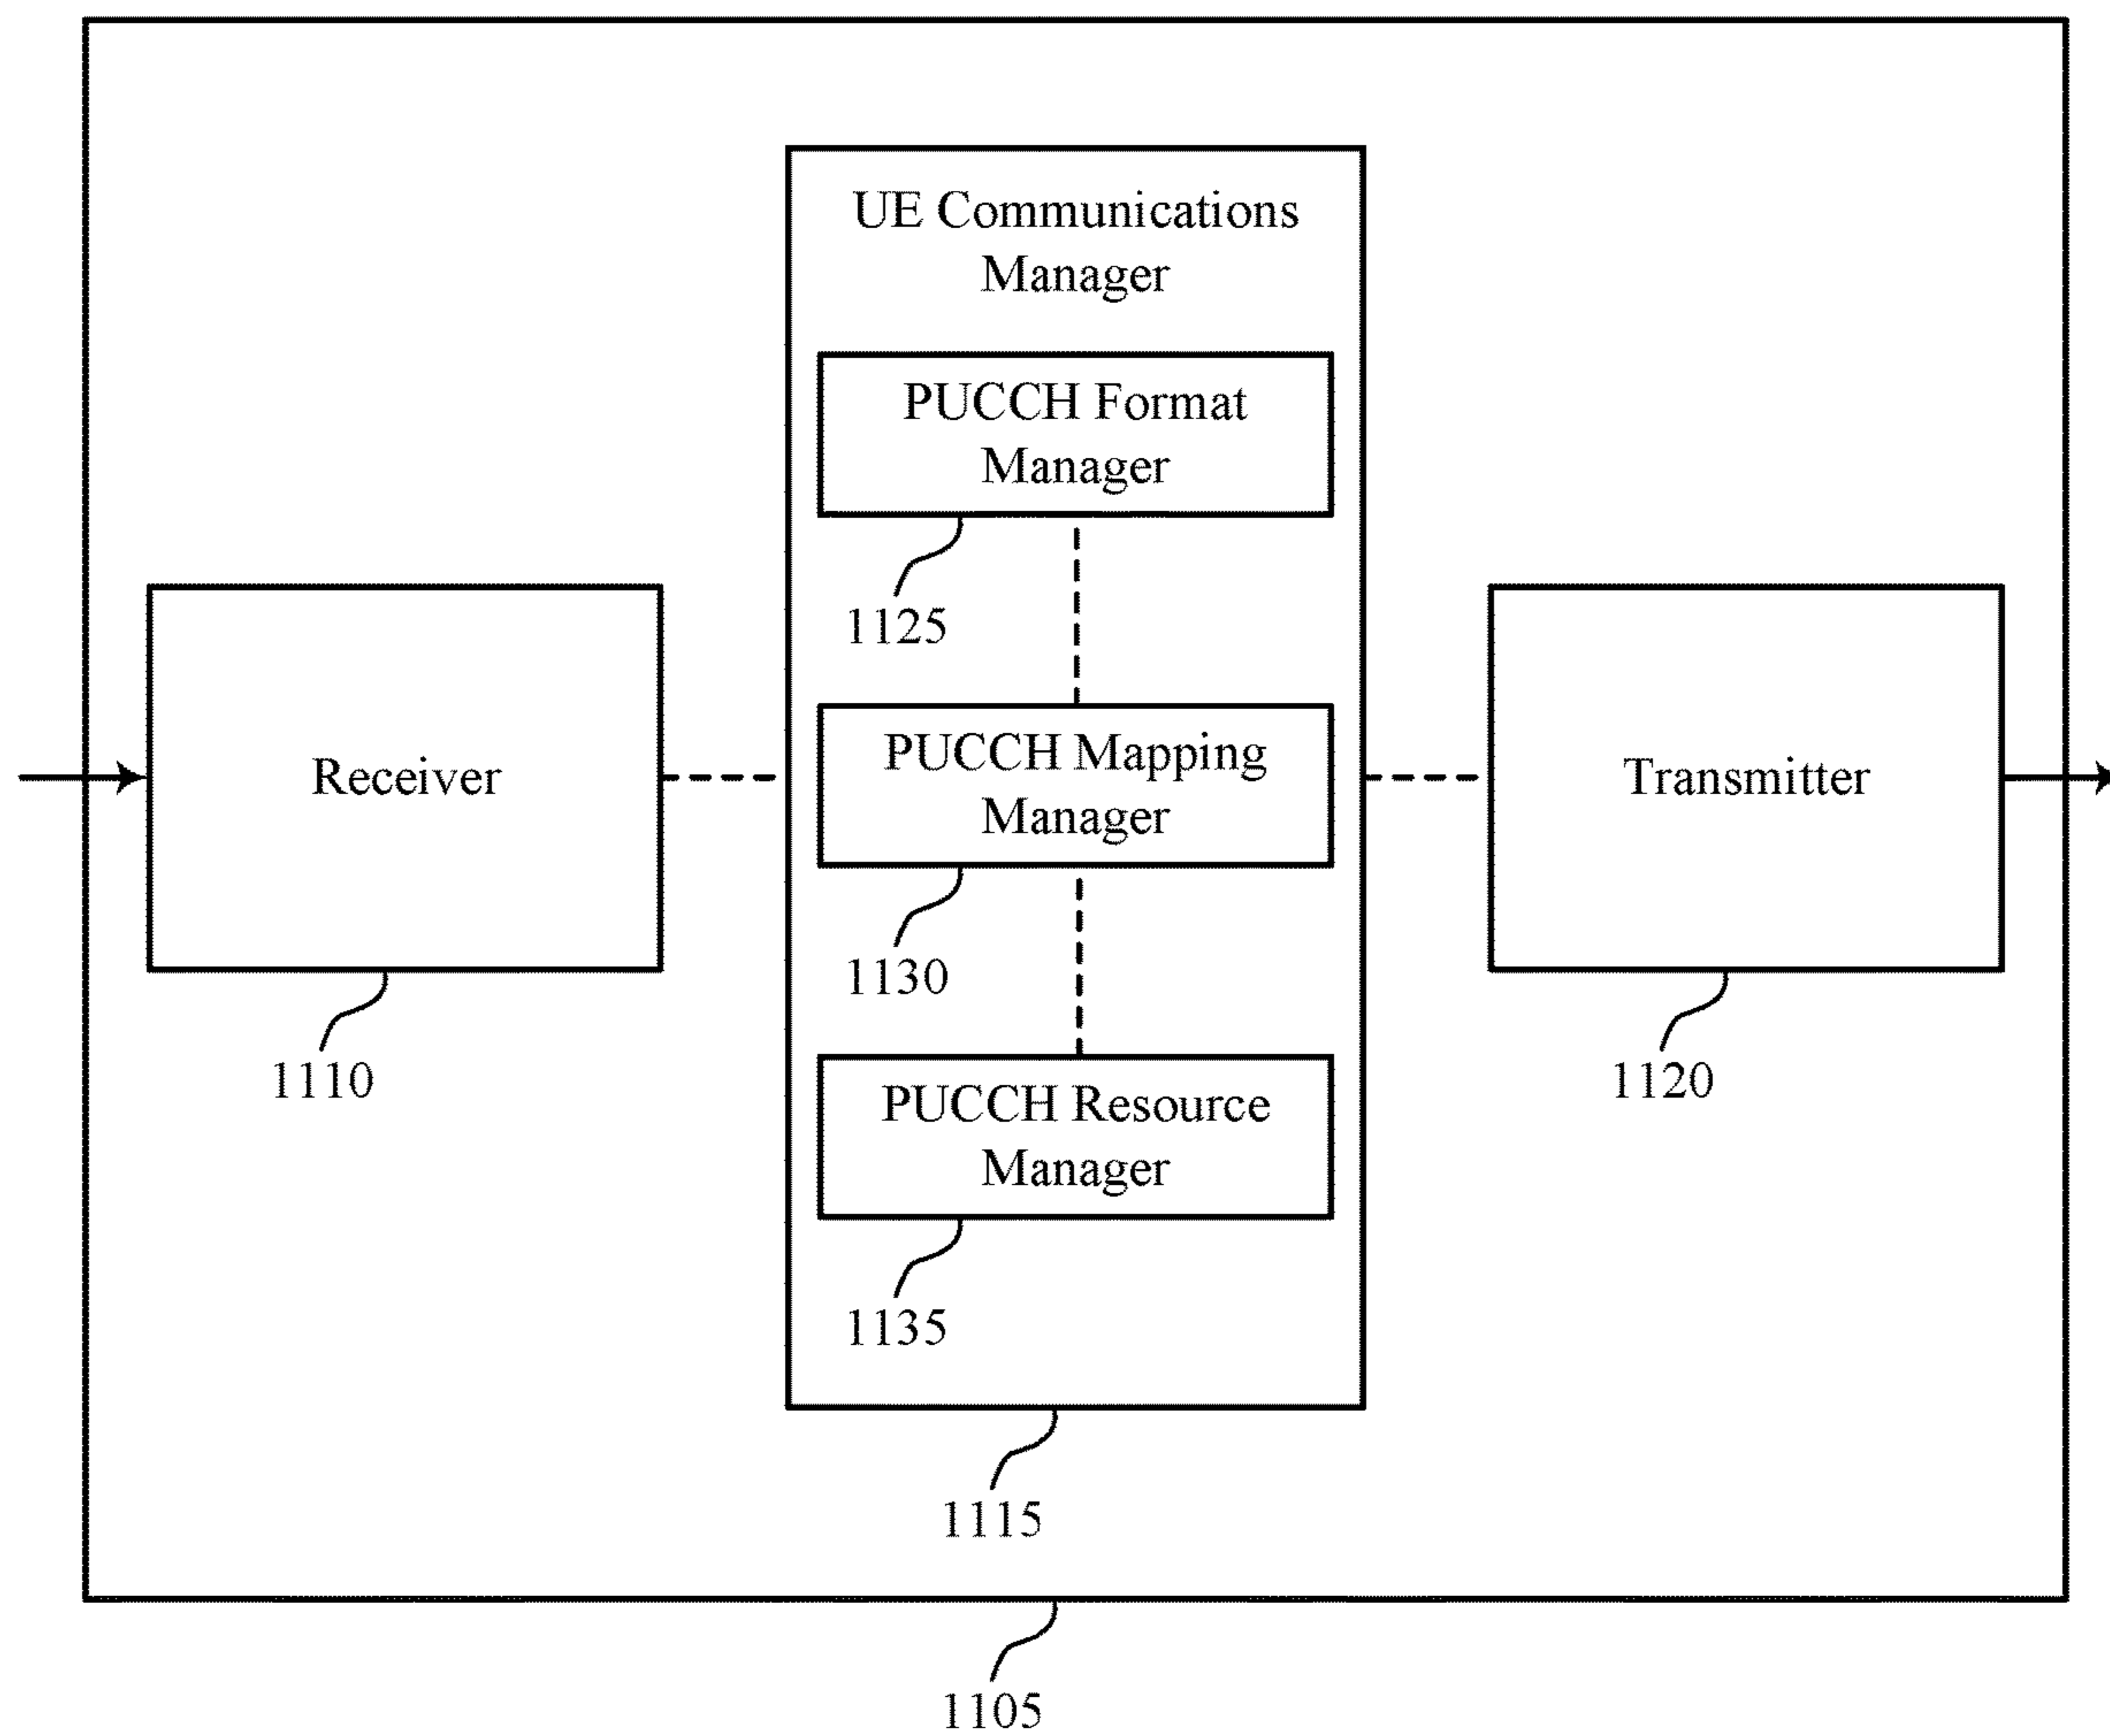 UE Communications
Manager
PUCCH Format
Manager
1125
Receiver
PUCCH Mapping
Manager
Transmitter
1130
1110
1120
PUCCH Resource
Manager
1135
1115
1105